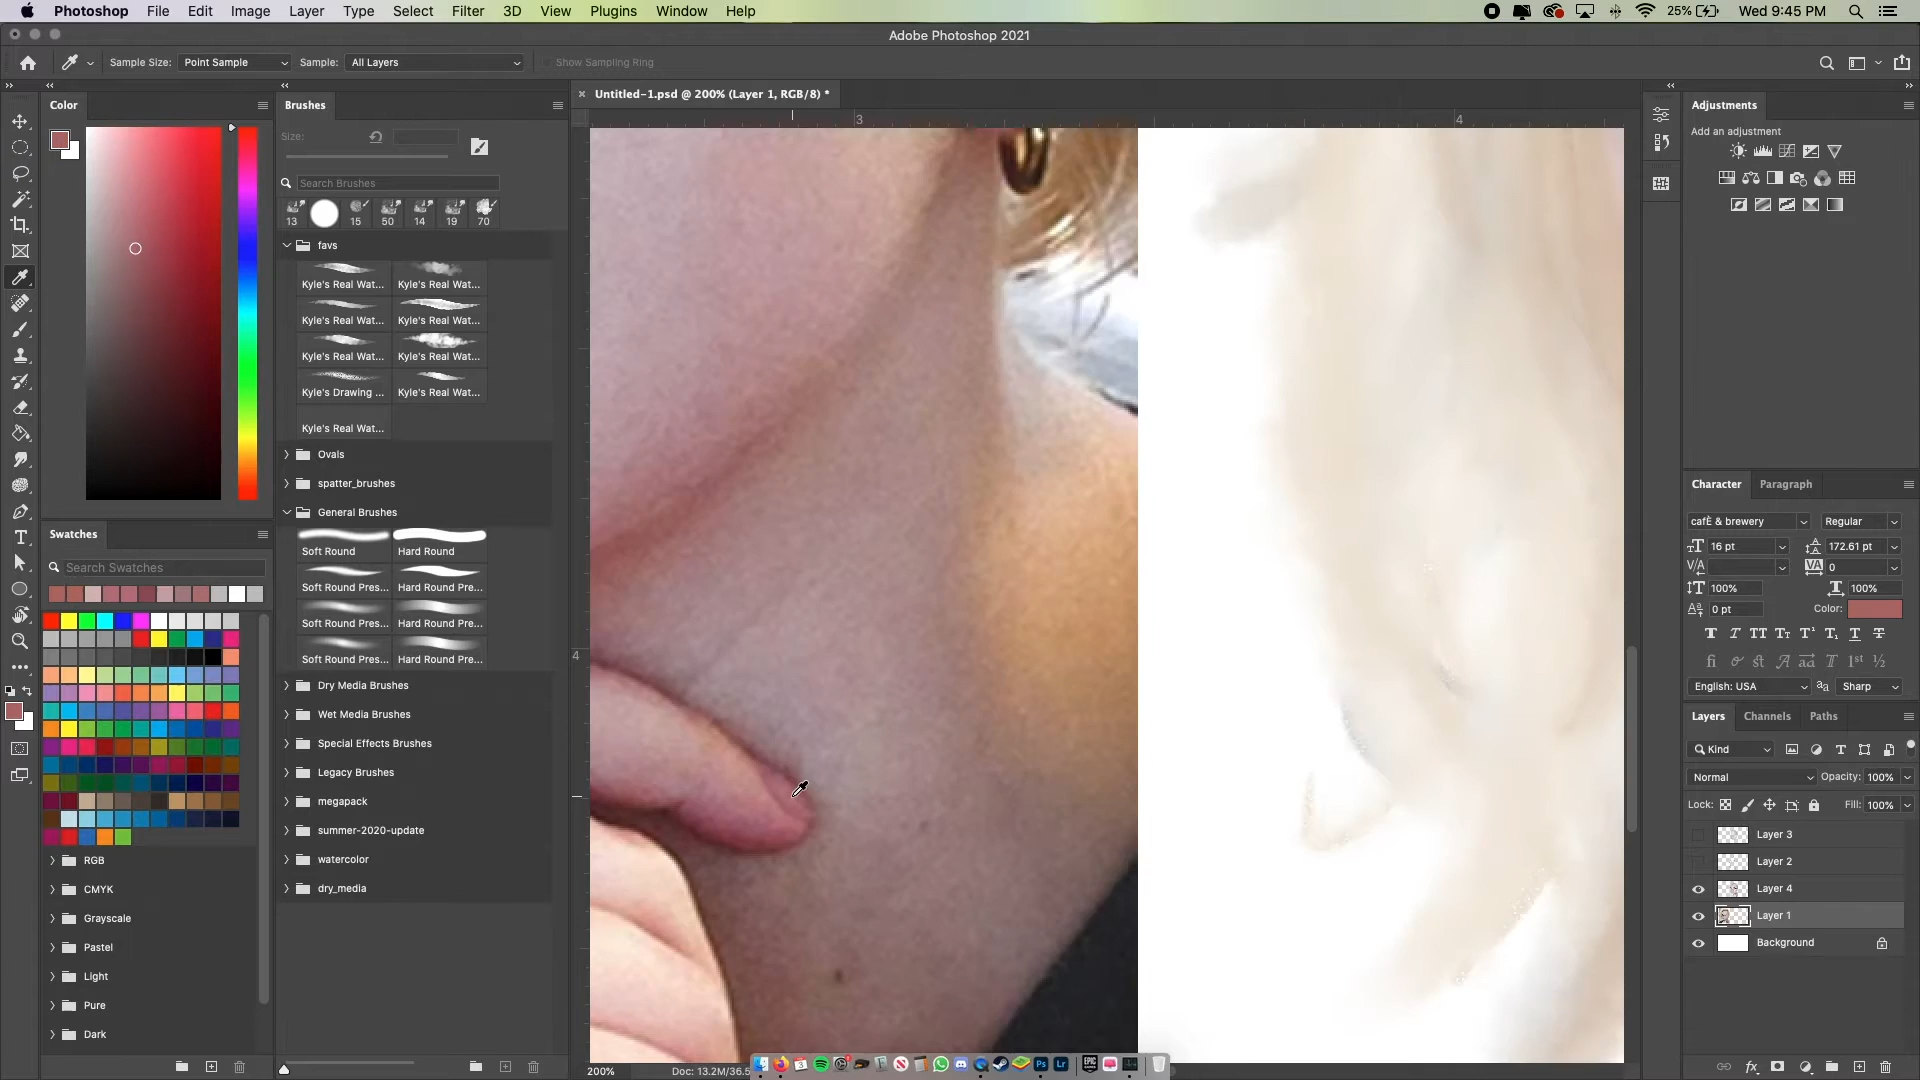 Photoshop File Edit Image Layer Type Select Filter 3D View Plugins Window Help 25% Wed 9:45 PM
Adobe Photoshop 2021
Sample Size: Point Sample Sample: All Layers Show Sampling Ring
Untitled-1.psd @ 200% (Layer 1, RGB/8) *
Color
Brushes
Size:
Search Brushes
13 15 50 14 19 70
favs
Kyle's Real Wat... Kyle's Real Wat...
Kyle's Real Wat... Kyle's Real Wat...
Kyle's Real Wat... Kyle's Real Wat...
Kyle's Drawing ... Kyle's Real Wat...
Kyle's Real Wat...
Ovals
spatter_brushes
General Brushes
Soft Round Hard Round
Soft Round Pres... Hard Round Pre...
Soft Round Pres... Hard Round Pre...
Soft Round Pres... Hard Round Pre...
Dry Media Brushes
Wet Media Brushes
Special Effects Brushes
Legacy Brushes
megapack
summer-2020-update
watercolor
dry_media
Swatches
Search Swatches
RGB
CMYK
Grayscale
Pastel
Light
Pure
Dark
3 4
4
200% Doc: 13.2M/36.5
Adjustments
Add an adjustment
Character Paragraph
cafÈ & brewery Regular
16 pt 172.61 pt
0
100% 100%
0 pt Color:
English: USA Sharp
Layers Channels Paths
Kind
Normal Opacity: 100%
Lock: Fill: 100%
Layer 3
Layer 2
Layer 4
Layer 1
Background